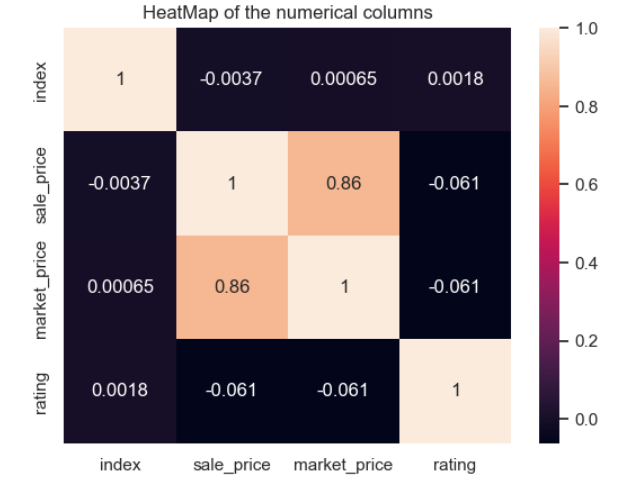 HeatMap of the numerical columns
index
1
-0.0037
0.00065
0.0018
sale_price
-0.0037
1
0.86
-0.061
market_price
0.00065
0.86
1
-0.061
rating
0.0018
-0.061
-0.061
1
index
sale_price
market_price
rating
1.0
0.8
0.6
0.4
0.2
0.0